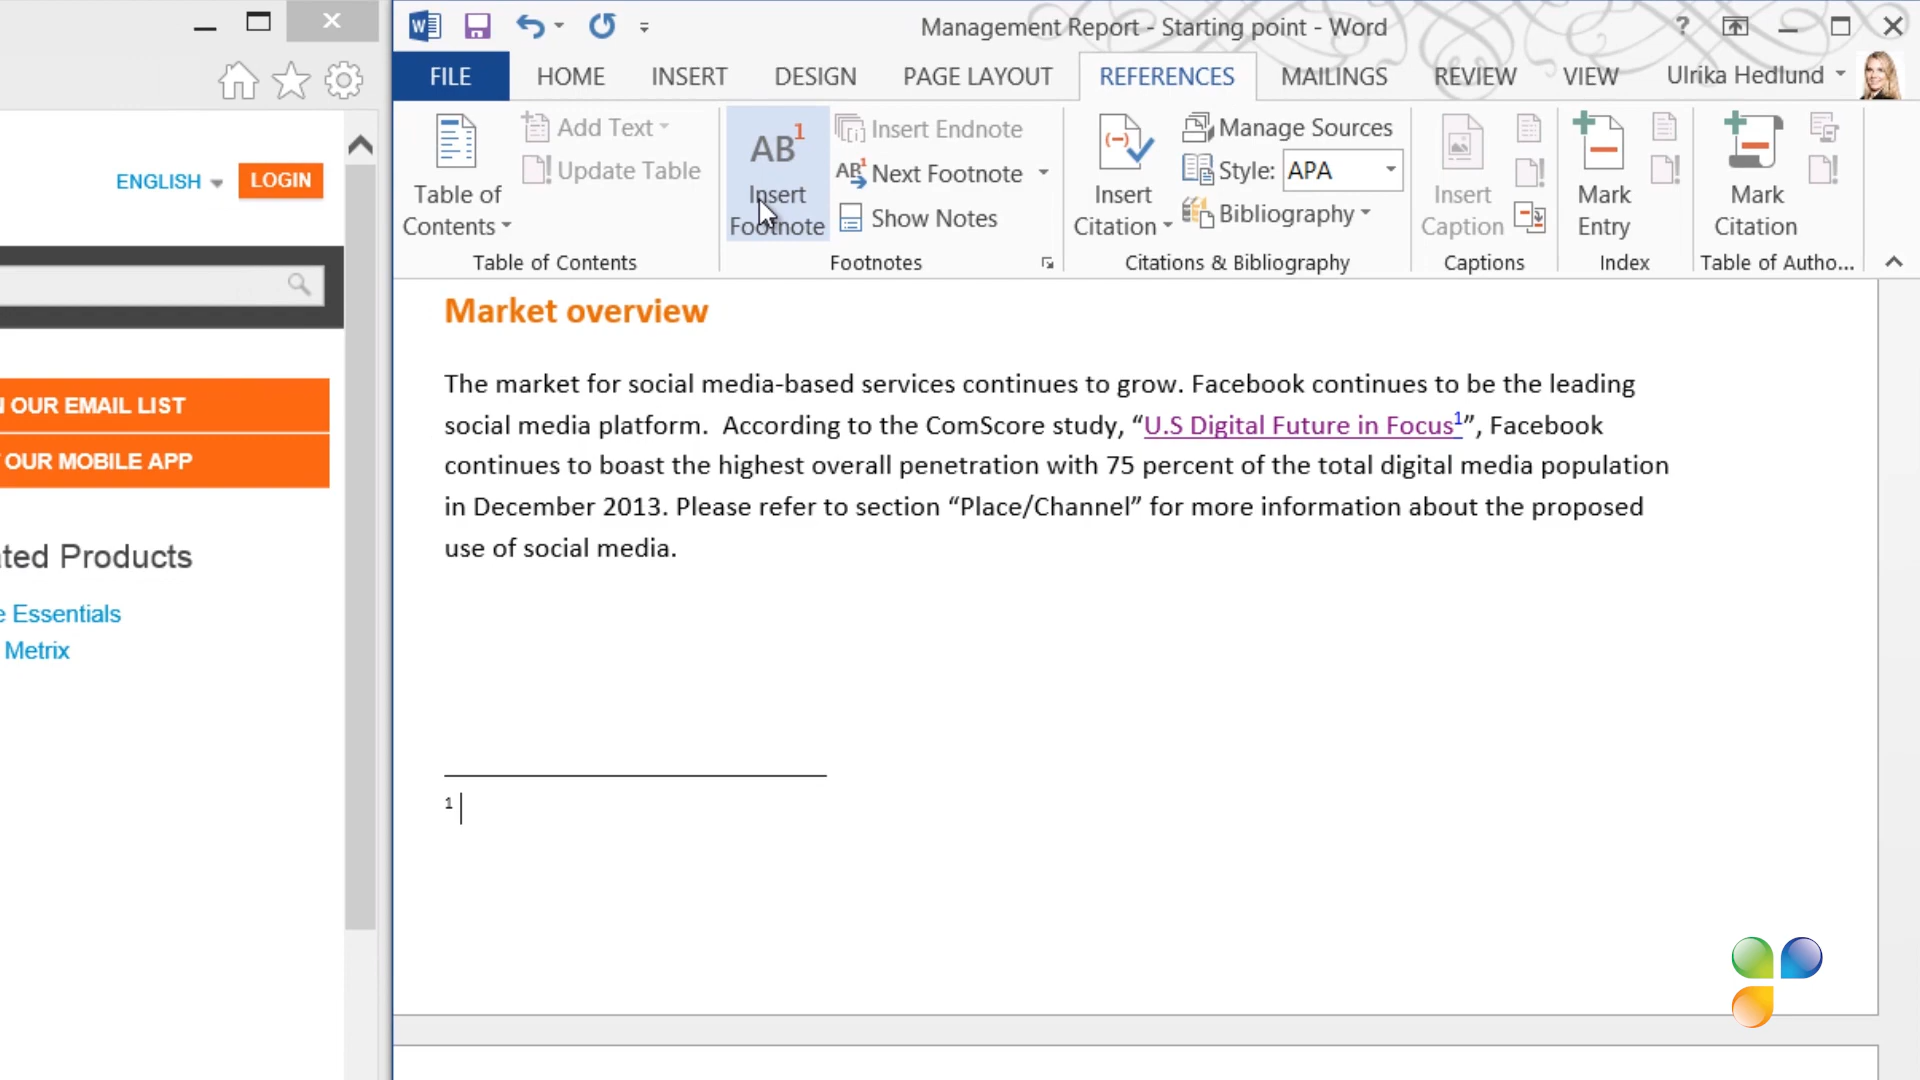 Management Report - Starting point - Word
?
FILE
HOME
INSERT
DESIGN
PAGE LAYOUT
REFERENCES
MAILINGS
REVIEW
VIEW
Ulrika Hedlund
Table of
Contents
Add Text
Update Table
Table of Contents
AB1
Insert
Footnote
Insert Endnote
AB1 Next Footnote
Show Notes
Footnotes
Insert
Citation
Manage Sources
Style: APA
Bibliography
Citations & Bibliography
Insert
Caption
Captions
Mark
Entry
Index
Mark
Citation
Table of Autho...
ENGLISH
LOGIN
OUR EMAIL LIST
OUR MOBILE APP
ted Products
e Essentials
Metrix
Market overview
The market for social media-based services continues to grow. Facebook continues to be the leading
social media platform.  According to the ComScore study, “U.S Digital Future in Focus1”, Facebook
continues to boast the highest overall penetration with 75 percent of the total digital media population
in December 2013. Please refer to section “Place/Channel” for more information about the proposed
use of social media.
1